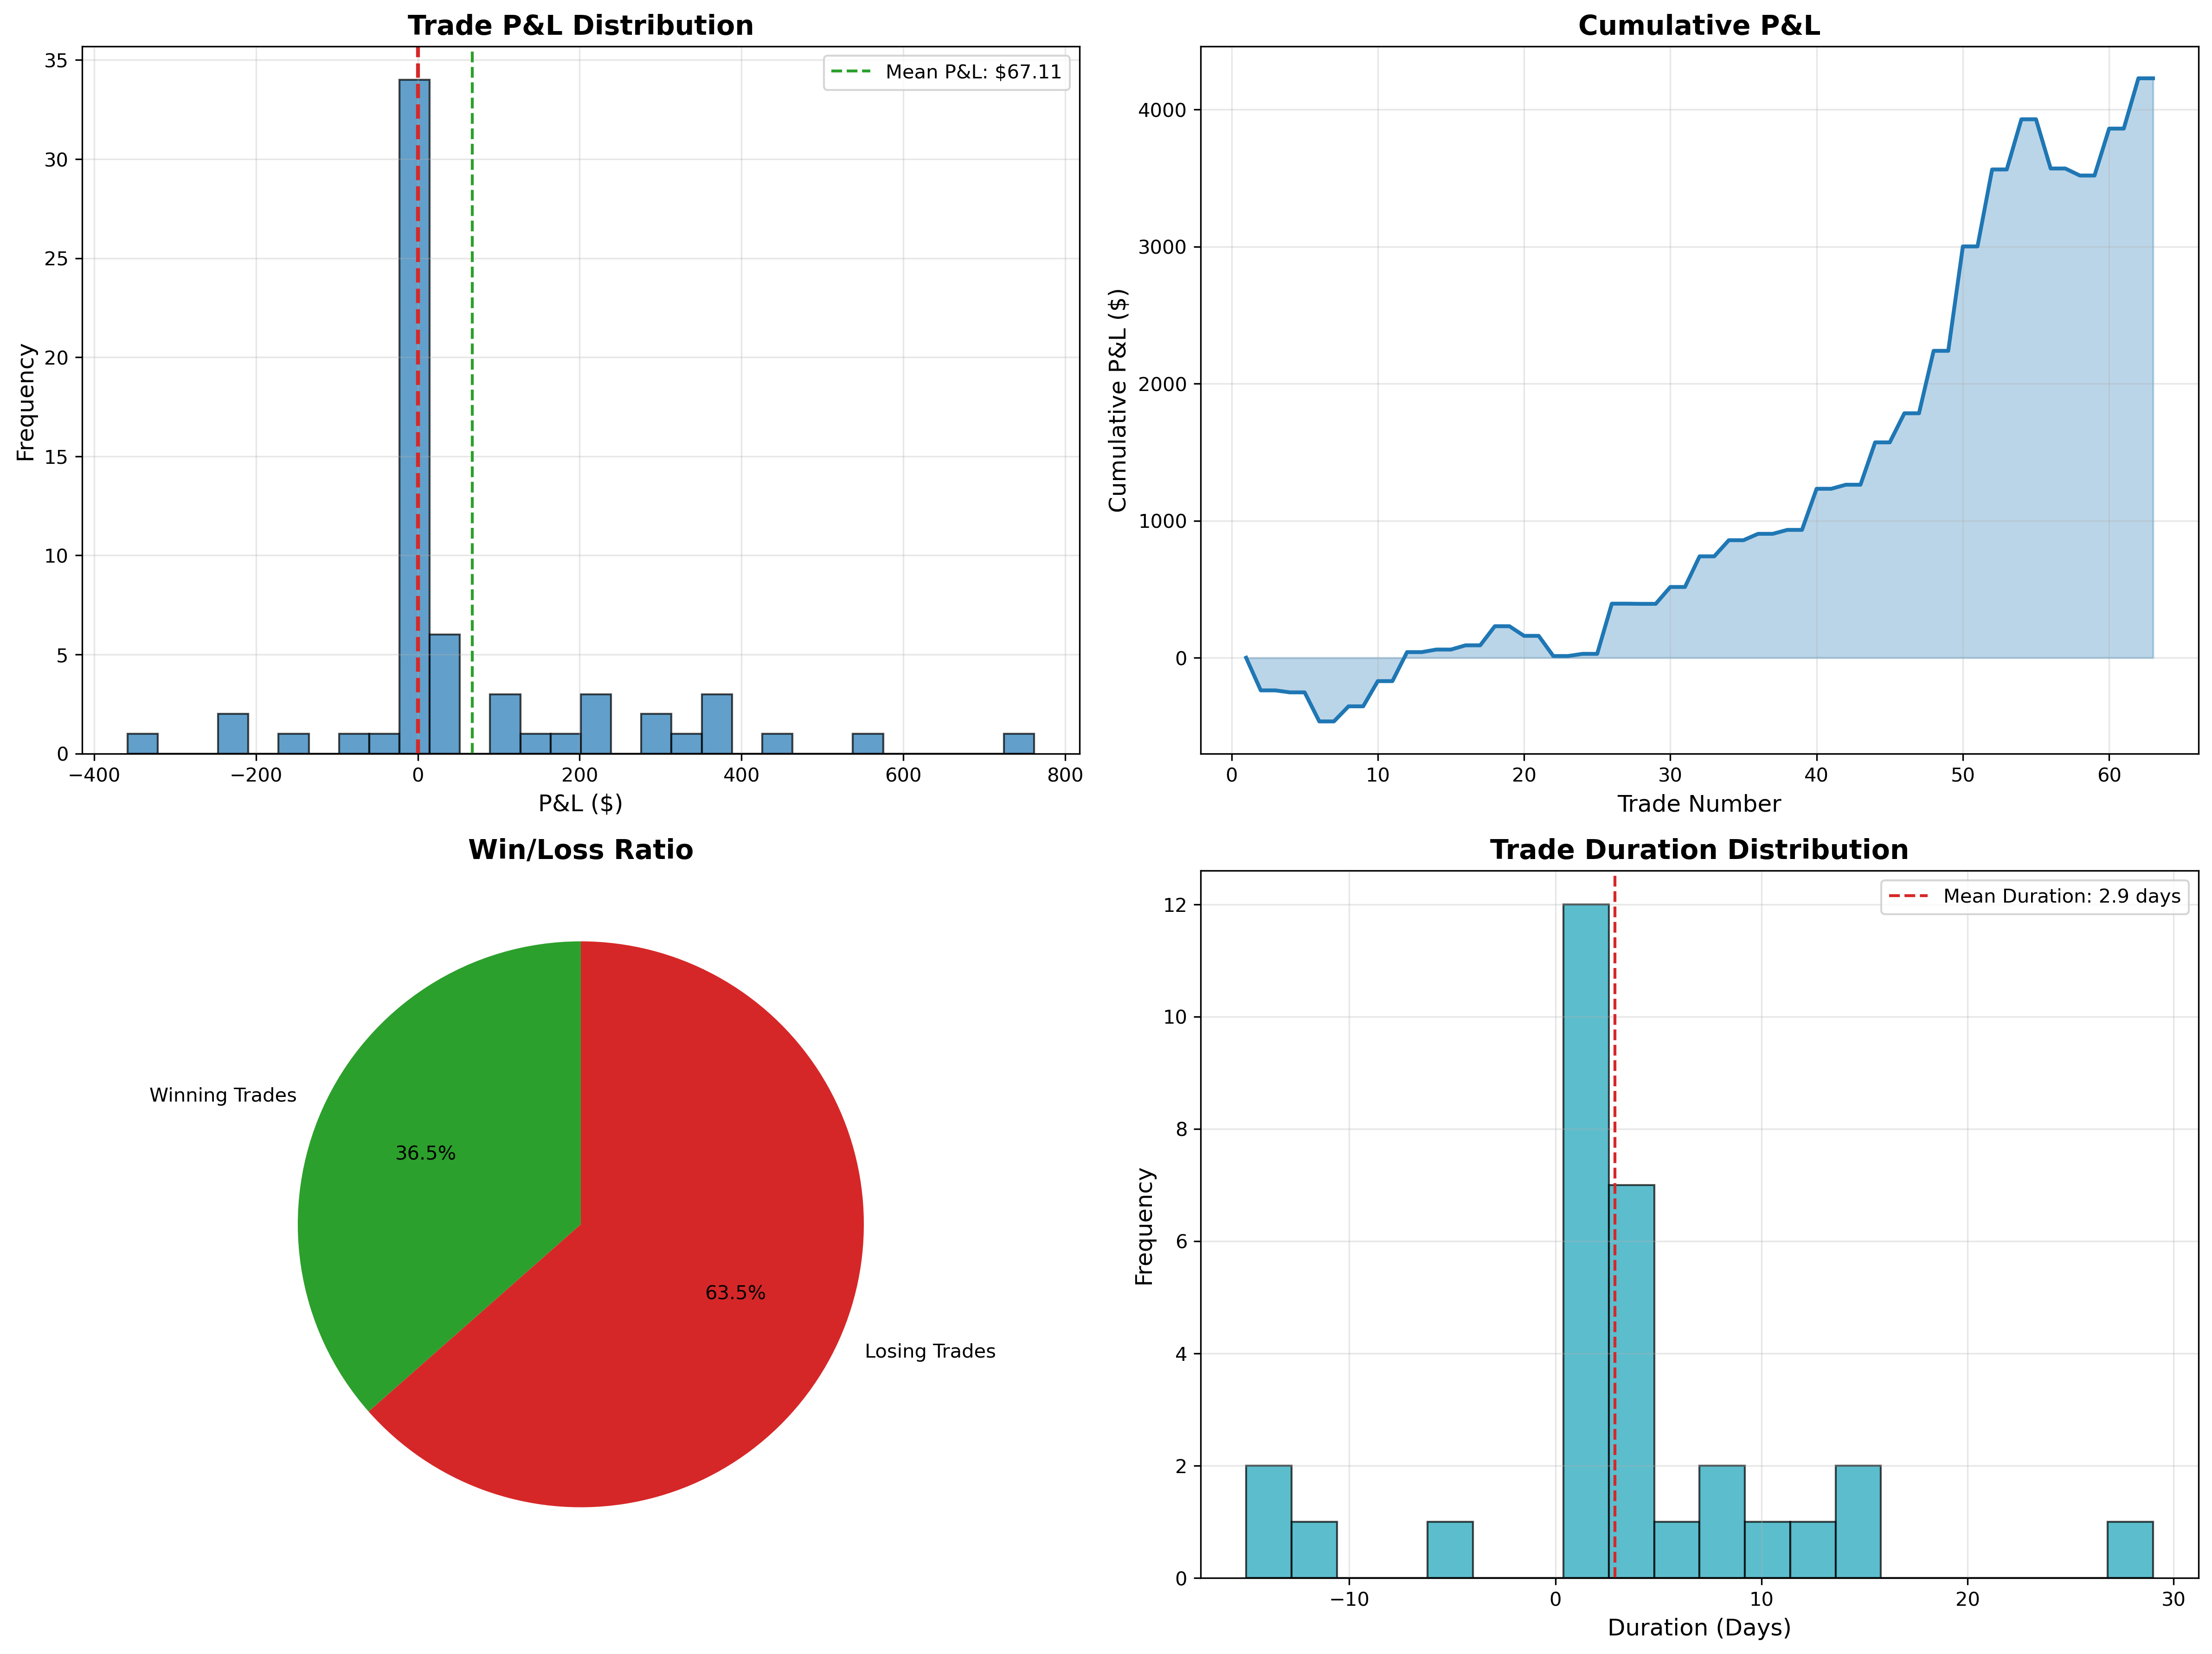 Trade P&L Distribution
Mean P&L: $67.11
Frequency
35
30
25
20
15
10
5
0
−400
−200
0
200
400
600
800
P&L ($)
Cumulative P&L
Cumulative P&L ($)
4000
3000
2000
1000
0
0
10
20
30
40
50
60
Trade Number
Win/Loss Ratio
Winning Trades
36.5%
63.5%
Losing Trades
Trade Duration Distribution
Mean Duration: 2.9 days
Frequency
12
10
8
6
4
2
0
−10
0
10
20
30
Duration (Days)